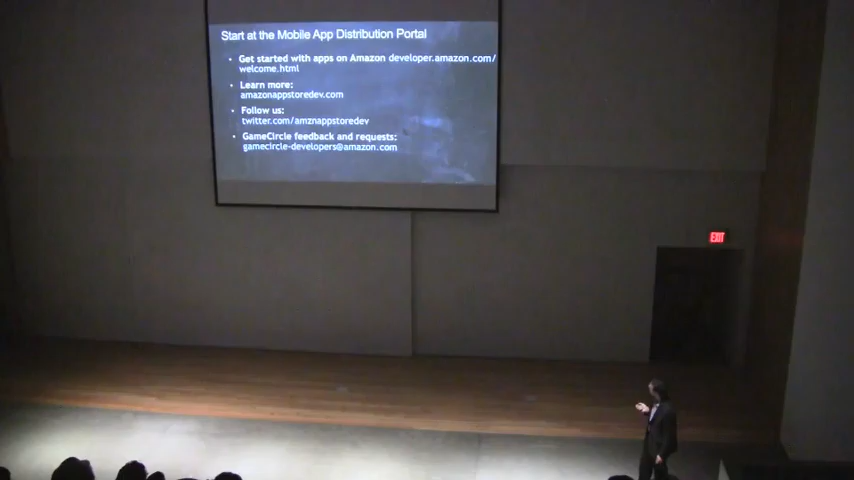 Start at the Mobile App Distribution Portal
• Get started with apps on Amazon developer.amazon.com/
welcome.html
• Learn more:
amazonappstoredev.com
• Follow us:
twitter.com/amznappstoredev
• GameCircle feedback and requests:
gamecircle-developers@amazon.com
EXIT